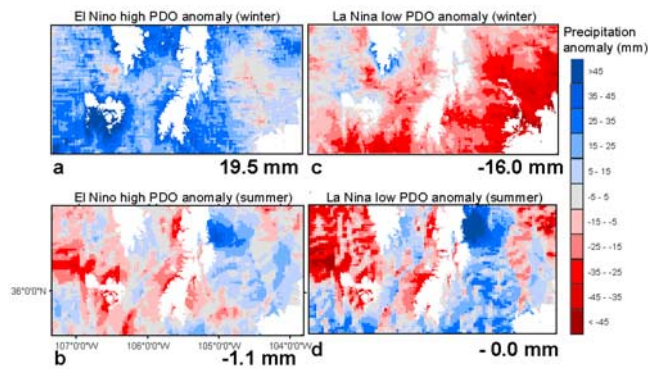 El Nino high PDO anomaly (winter)
La Nina low PDO anomaly (winter)
Precipitation
anomaly (mm)
>45
35 - 45
25 - 35
15 - 25
5 - 15
-5 - 5
-15 - -5
-25 - -15
-35 - -25
-45 - -35
< -45
a
19.5 mm
c
-16.0 mm
El Nino high PDO anomaly (summer)
La Nina low PDO anomaly (summer)
36°0'0"N
107°0'0"W
106°0'0"W
105°0'0"W
104°0'0"W
b
-1.1 mm
d
- 0.0 mm